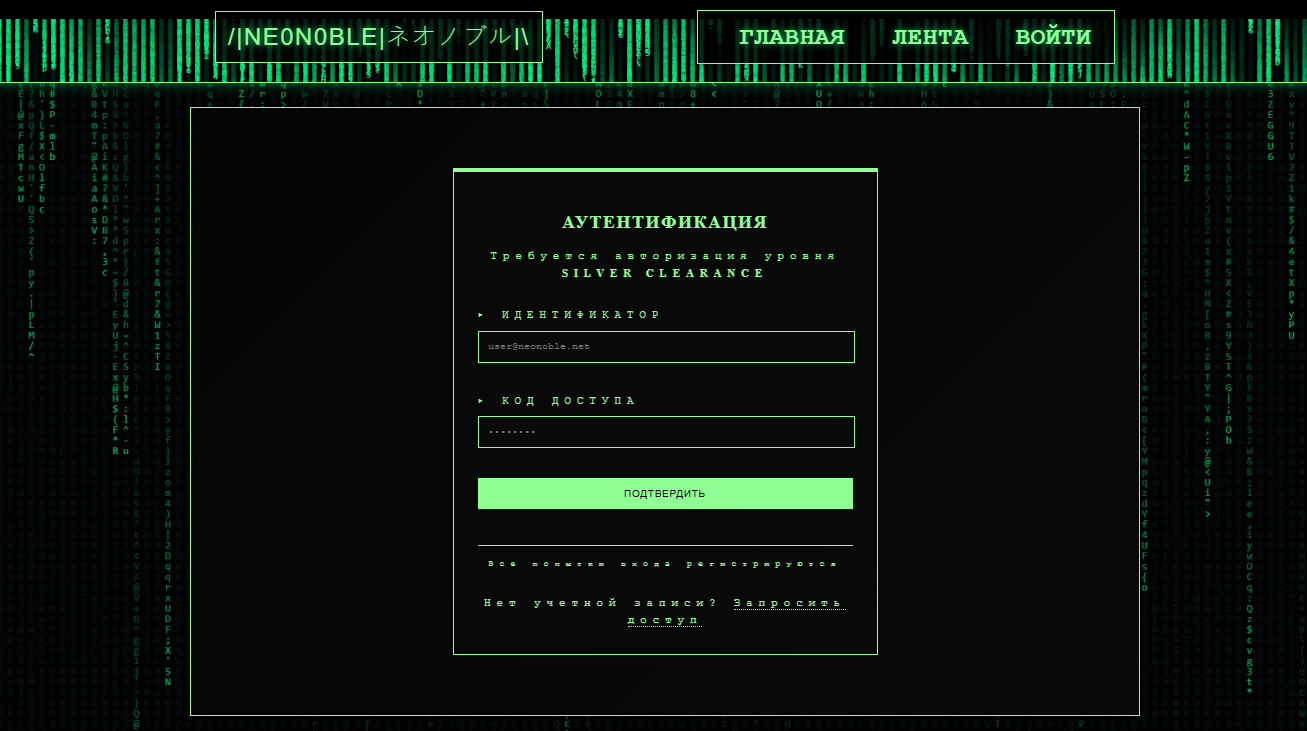 /|NE0N0BLE|ネオノブル|\
ГЛАВНАЯ ЛЕНТА ВОЙТИ
АУТЕНТИФИКАЦИЯ
Требуется авторизация уровня
SILVER CLEARANCE
▸ ИДЕНТИФИКАТОР
user@neonoble.net
▸ КОД ДОСТУПА
--------
ПОДТВЕРДИТЬ
Все попытки входа регистрируются
Нет учетной записи? Запросить
доступ